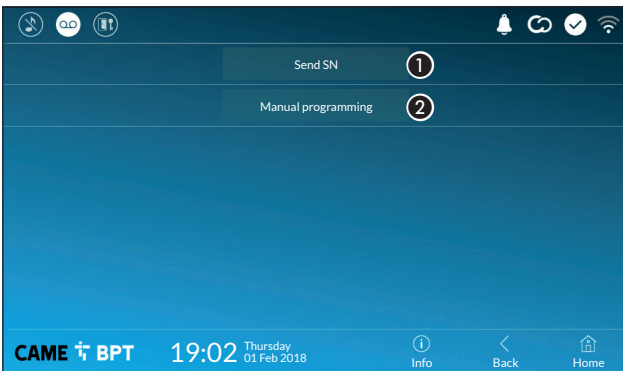 Send SN
1
Manual programming
2
CAME BPT
19:02
Thursday
01 Feb 2018
Info
Back
Home